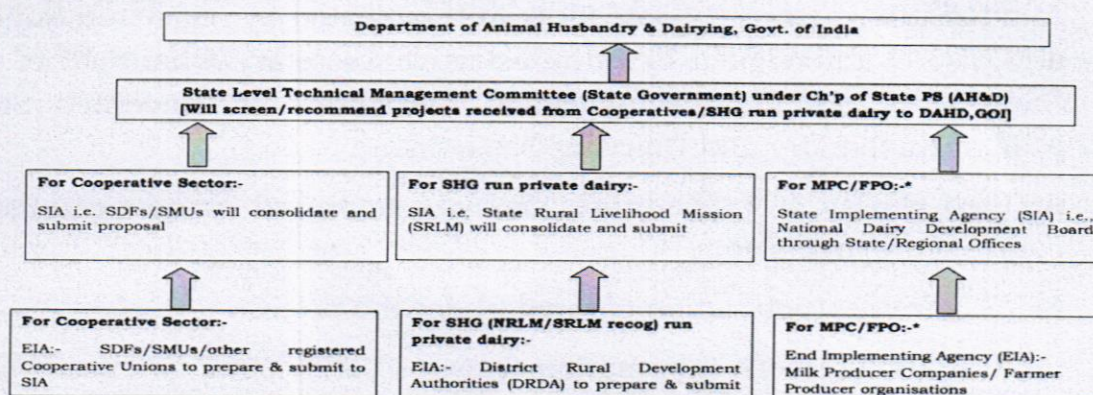 Department of Animal Husbandry & Dairying, Govt. of India
State Level Technical Management Committee (State Government) under Ch'p of State PS (AH&D)
[Will screen/recommend projects received from Cooperatives/SHG run private dairy to DAHD,GOI]
For Cooperative Sector:-
SIA i.e. SDFs/SMUs will consolidate and
submit proposal
For SHG run private dairy:-
SIA i.e. State Rural Livelihood Mission
(SRLM) will consolidate and submit
For MPC/FPO:-*
State Implementing Agency (SIA) i.e.,
National Dairy Development Board
through State/Regional Offices
For Cooperative Sector:-
EIA:- SDFs/SMUs/other registered
Cooperative Unions to prepare & submit to
SIA
For SHG (NRLM/SRLM recog) run
private dairy:-
EIA:- District Rural Development
Authorities (DRDA) to prepare & submit
For MPC/FPO:-*
End Implementing Agency (EIA):-
Milk Producer Companies/ Farmer
Producer organisations